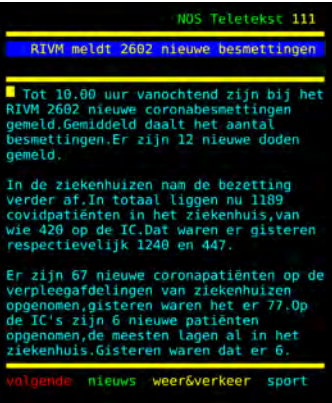 NOS Teletekst 111
RIVM meldt 2602 nieuwe besmettingen
Tot 10.00 uur vanochtend zijn bij het
RIVM 2602 nieuwe coronabesmettingen
gemeld.Gemiddeld daalt het aantal
besmettingen.Er zijn 12 nieuwe doden
gemeld.
In de ziekenhuizen nam de bezetting
verder af.In totaal liggen nu 1189
covidpatiënten in het ziekenhuis,van
wie 420 op de IC.Dat waren er gisteren
respectievelijk 1240 en 447.
Er zijn 67 nieuwe coronapatiënten op de
verpleegafdelingen van ziekenhuizen
opgenomen,gisteren waren het er 77.Op
de IC's zijn 6 nieuwe patiënten
opgenomen,de meesten lagen al in het
ziekenhuis.Gisteren waren dat er 6.
volgende nieuws weer&verkeer sport